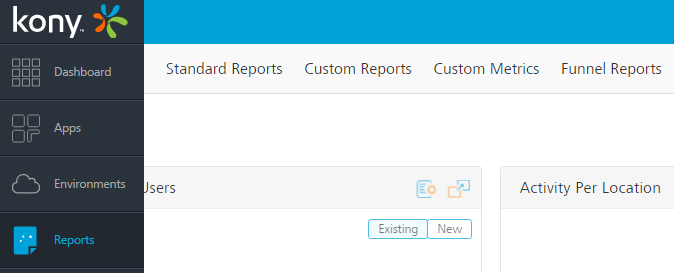 kony™
Dashboard
Apps
Environments
Reports
Standard Reports Custom Reports Custom Metrics Funnel Reports
Users
Existing New
Activity Per Location